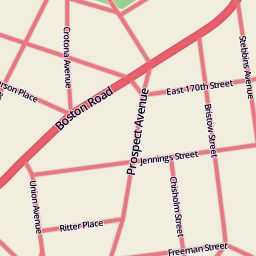 Crotona Avenue
Stebbins Avenue
East 170th Street
Place
Boston Road
Bristow Street
Prospect Avenue
Jennings Street
Union Avenue
Chisholm Street
Ritter Place
Freeman Street